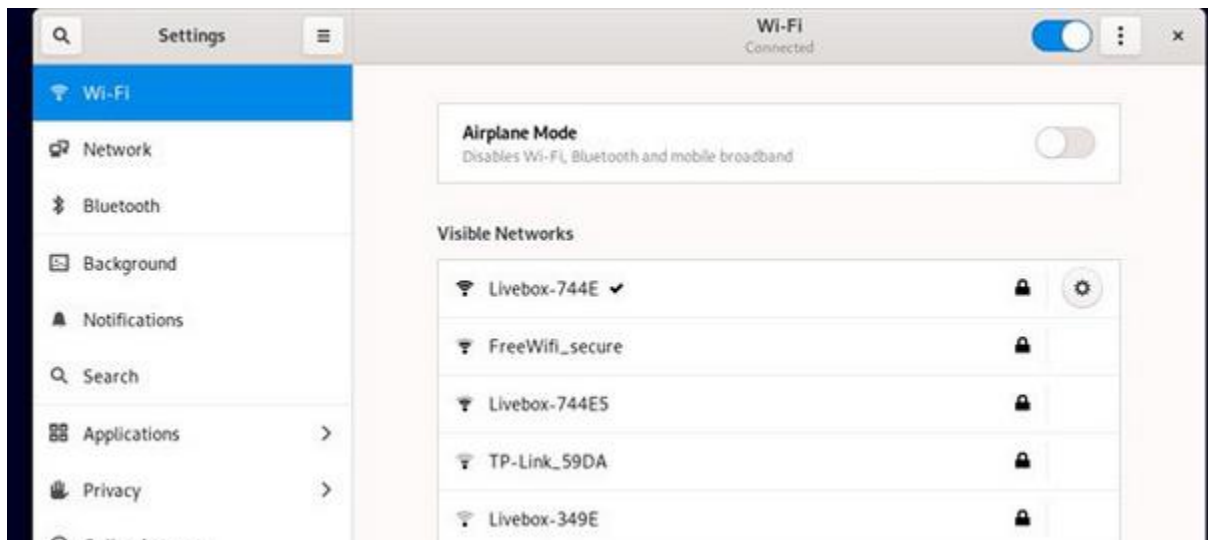 Settings
Wi-Fi
Connected
Wi-Fi
Network
Bluetooth
Background
Notifications
Search
Applications
Privacy
Airplane Mode
Disables Wi-Fi, Bluetooth and mobile broadband
Visible Networks
Livebox-744E
FreeWifi_secure
Livebox-744E5
TP-Link_59DA
Livebox-349E